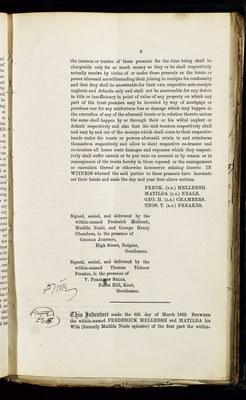 9
the trustees or trustee of these presents for the time being shall be
chargeable only for so much money as they or he shall respectively
actually receive by virtue of or under these presents or the trusts or
power aforesaid notwithstanding their joining in receipts for conformity
and that they shall be answerable for their own respective acts receipts
neglects and defaults only and shall not be answerable for any defect
in title or insufficiency in point of value of any property on which any
part of the trust premises may be invested by way of mortgage or
purchase nor for any misfortune loss or damage which may happen in
the execution of any of the aforesaid trusts or in relation thereto unless
the same shall happen by or through their or his wilful neglect or
default respectively and also that the said trustees respectively shall
and may by and out of the moneys which shall come to their respective
hands under the trusts or powers aforesaid retain to and reimburse
themselves respectively and allow to their respective co-trustee and
co-trustees all losses costs damages and expenses which they respect-
ively shall suffer sustain or be put unto on account or by reason or in
consequence of the trusts hereby in them reposed or the management
or execution thereof or otherwise howsoever relating thereto IN
WITNESS whereof the said parties to these presents have hereunto
set their hands and seals the day and year first above written.
FREDK. (L.S.) MELLERSH.
MATILDA (L.S.) NEALE.
GEO. H. (L.S.) CHAMBERS.
THOS. T. (L.S.) FREAKES.
Signed, sealed, and delivered by the
within-named Frederick Mellersh,
Matilda Neale, and George Henry
Chambers, in the presence of
GEORGE JOHNSON,
High Street, Reigate,
Gentleman.
Signed, sealed, and delivered by the
within-named Thomas Ticknor
Freakes, in the presence of
Hill, Kent,
Gentleman.
This Indenture made the 6th day of March 1862 BETWEEN
the within-named FREDERICK MELLERSH and MATILDA his
Wife (formerly Matilda Neale spinster) of the first part the within-